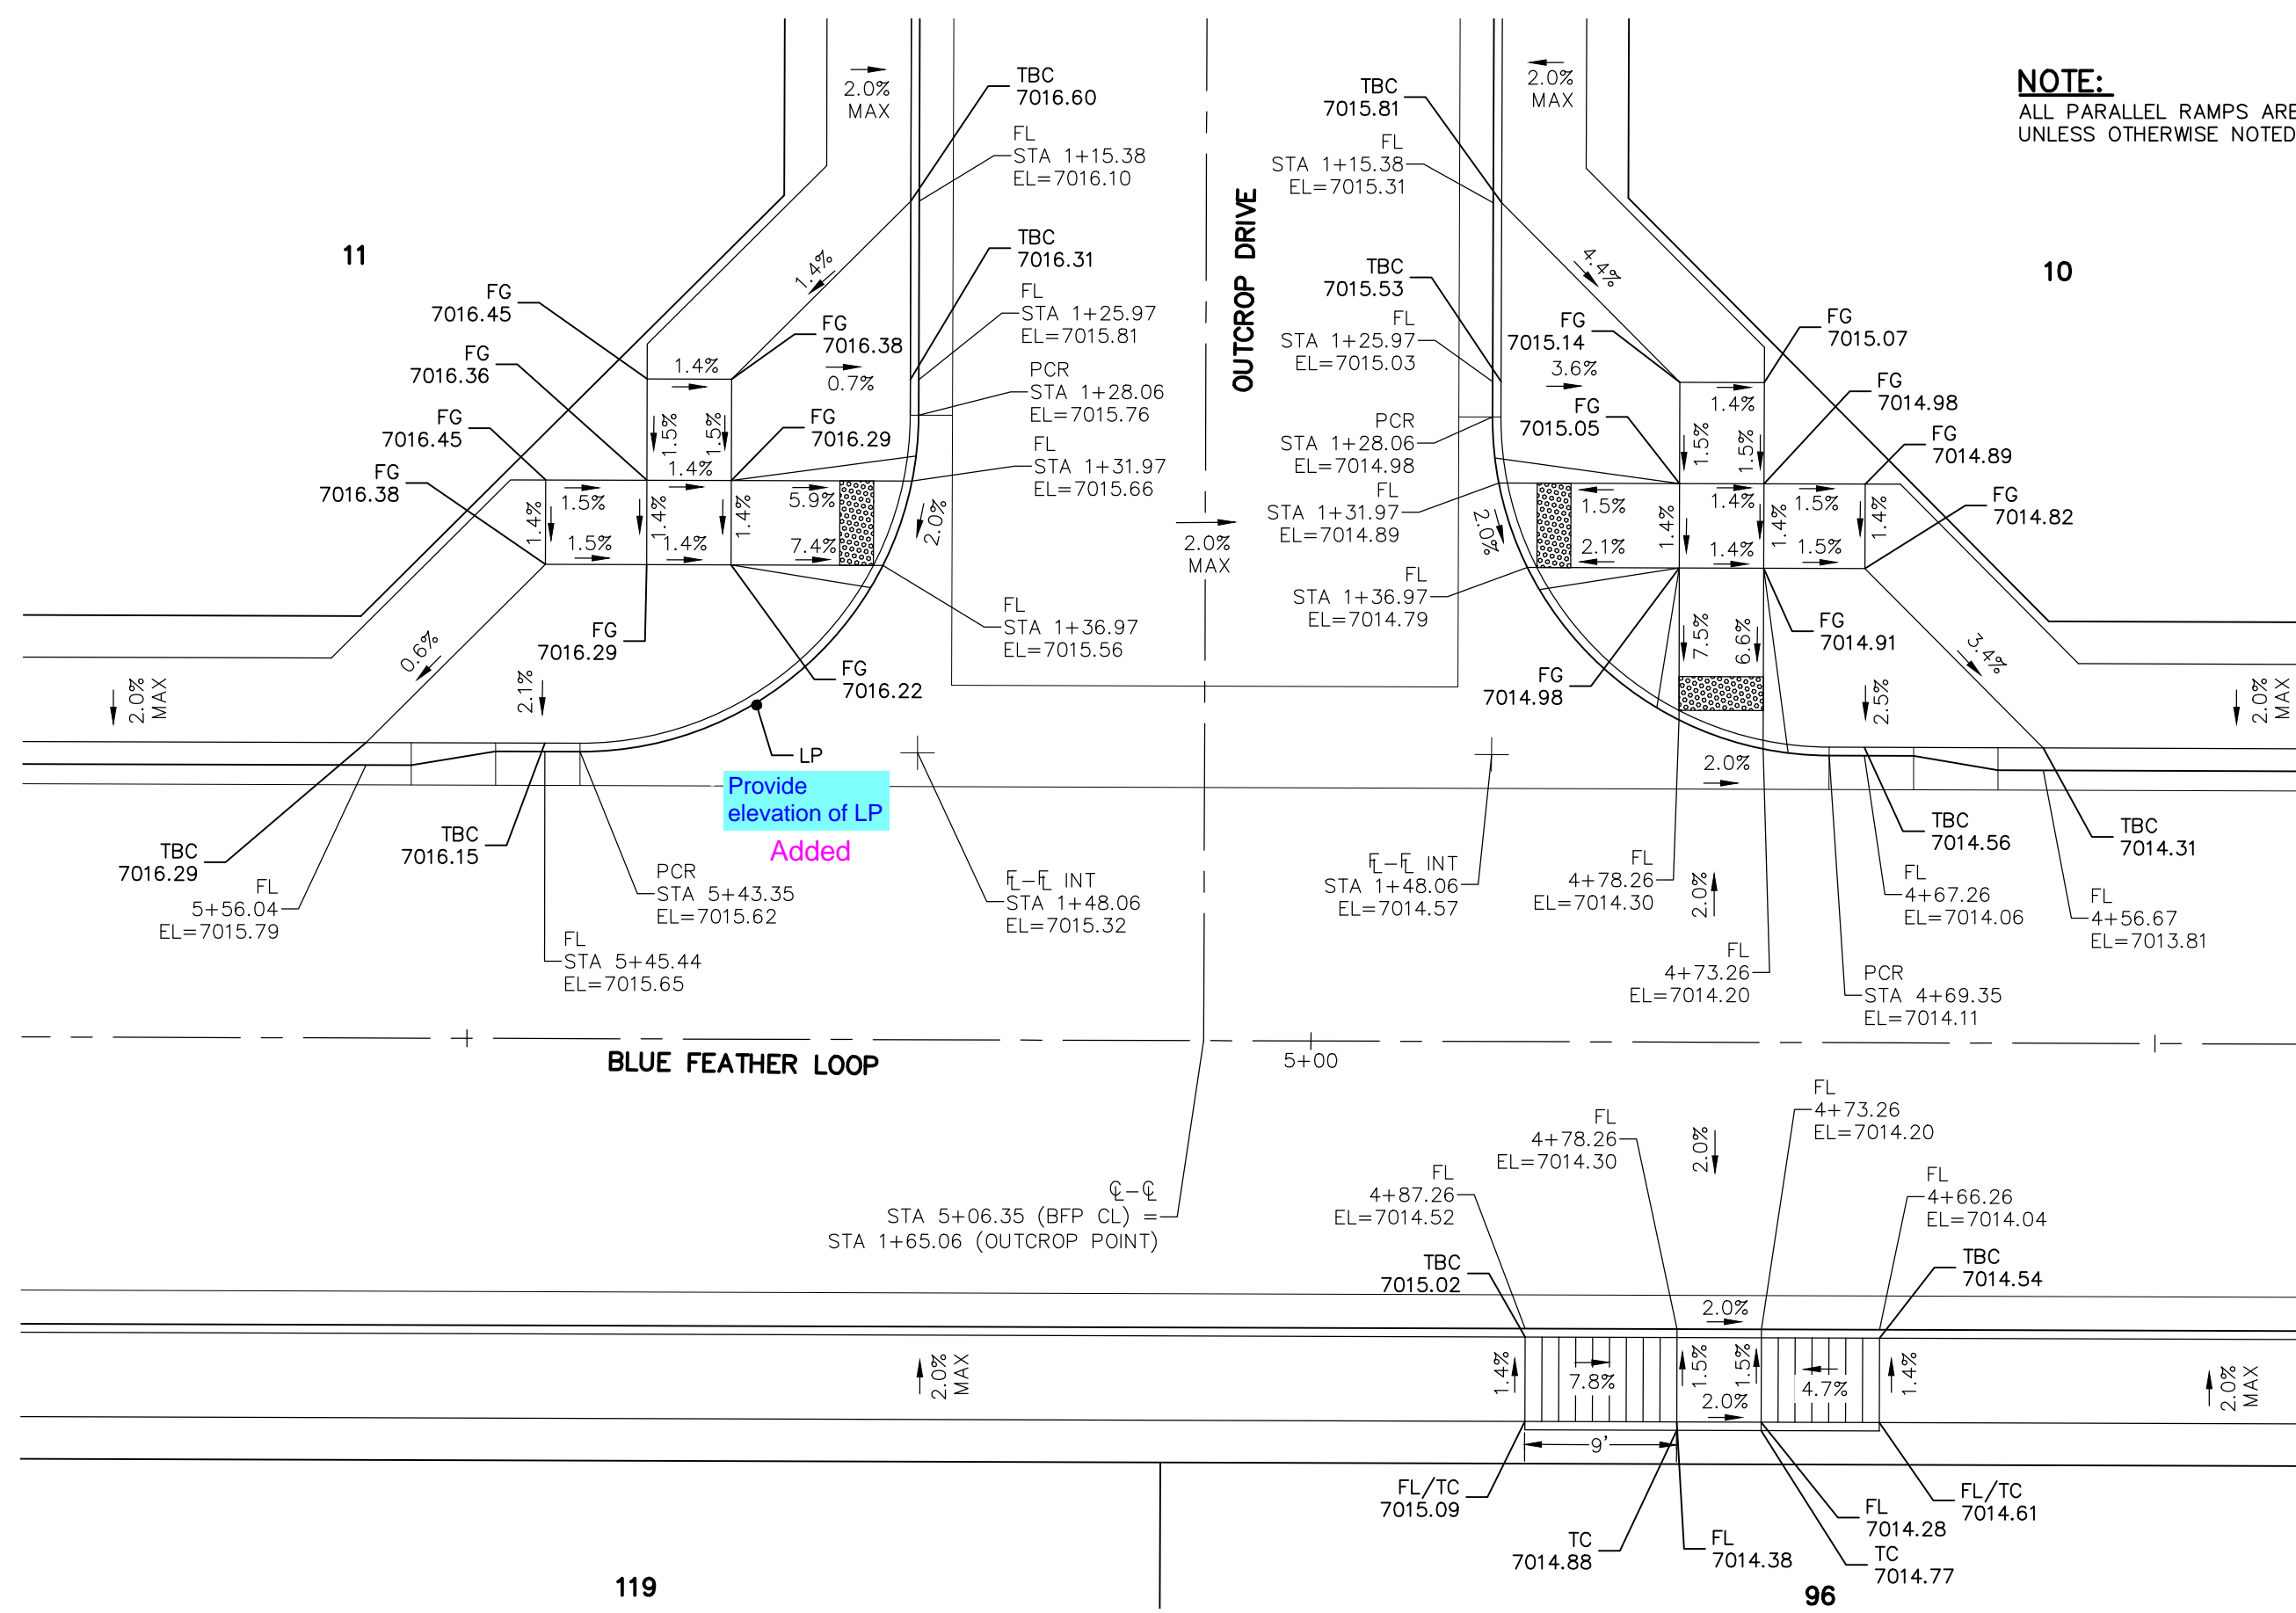 2.0%
MAX
TBC
7016.60
FL
STA 1+15.38
EL=7016.10
TBC
7016.31
FL
STA 1+25.97
EL=7015.81
PCR
STA 1+28.06
EL=7015.76
FL
STA 1+31.97
EL=7015.66
FL
STA 1+36.97
EL=7015.56
11
1.4%
FG
7016.45
FG
7016.36
FG
7016.45
FG
7016.38
FG
7016.38
0.7%
1.4%
1.5%
1.5%
FG
7016.29
1.4%
1.5%
5.9%
1.4%
1.4%
1.4%
1.5%
1.4%
7.4%
2.0%
FG
7016.29
FG
7016.22
0.6%
2.1%
2.0%
MAX
LP
Provide
elevation of LP
Added
TBC
7016.29
TBC
7016.15
FL
5+56.04
EL=7015.79
PCR
STA 5+43.35
EL=7015.62
FL
STA 5+45.44
EL=7015.65
FL-FL INT
STA 1+48.06
EL=7015.32
OUTCROP DRIVE
2.0%
MAX
TBC
7015.81
FL
STA 1+15.38
EL=7015.31
TBC
7015.53
FL
STA 1+25.97
EL=7015.03
PCR
STA 1+28.06
EL=7014.98
FL
STA 1+31.97
EL=7014.89
FL
STA 1+36.97
EL=7014.79
2.0%
MAX
NOTE:
ALL PARALLEL RAMPS ARE
UNLESS OTHERWISE NOTED
10
4.4%
FG
7015.14
3.6%
FG
7015.05
FG
7015.07
FG
7014.98
FG
7014.89
FG
7014.82
1.4%
1.5%
1.5%
1.5%
1.4%
1.5%
2.0%
1.4%
1.4%
1.4%
2.1%
1.4%
1.5%
FG
7014.98
FG
7014.91
7.5%
6.6%
3.4%
2.5%
2.0%
MAX
2.0%
TBC
7014.56
TBC
7014.31
FL-FL INT
STA 1+48.06
EL=7014.57
FL
4+78.26
EL=7014.30
2.0%
FL
4+67.26
EL=7014.06
FL
4+56.67
EL=7013.81
FL
4+73.26
EL=7014.20
PCR
STA 4+69.35
EL=7014.11
BLUE FEATHER LOOP
5+00
FL
4+73.26
EL=7014.20
FL
4+78.26
EL=7014.30
2.0%
FL
4+87.26
EL=7014.52
FL
4+66.26
EL=7014.04
CL-CL
STA 5+06.35 (BFP CL) =
STA 1+65.06 (OUTCROP POINT)
TBC
7015.02
TBC
7014.54
2.0%
2.0%
MAX
1.4%
7.8%
1.5%
1.5%
4.7%
1.4%
2.0%
MAX
2.0%
9'
FL/TC
7015.09
FL/TC
7014.61
FL
7014.28
TC
7014.88
FL
7014.38
TC
7014.77
119
96